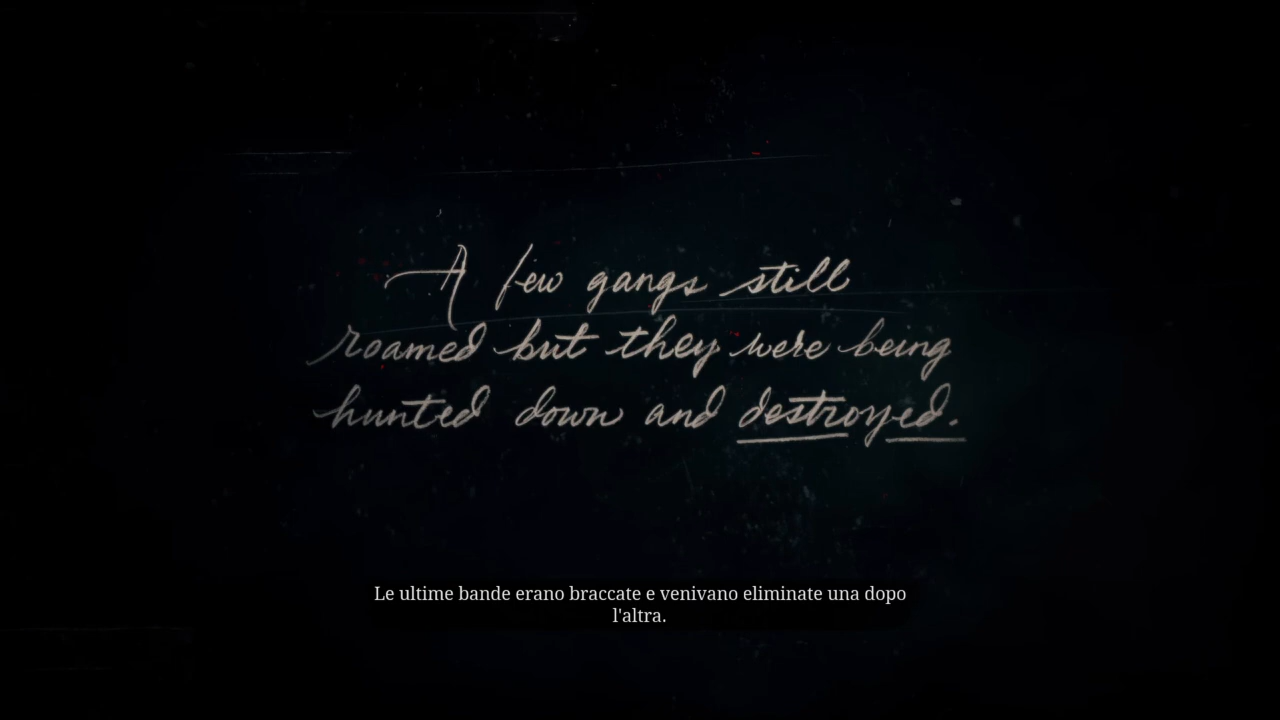 A few gangs still
roamed but they were being
hunted down and destroyed.
Le ultime bande erano braccate e venivano eliminate una dopo
l'altra.